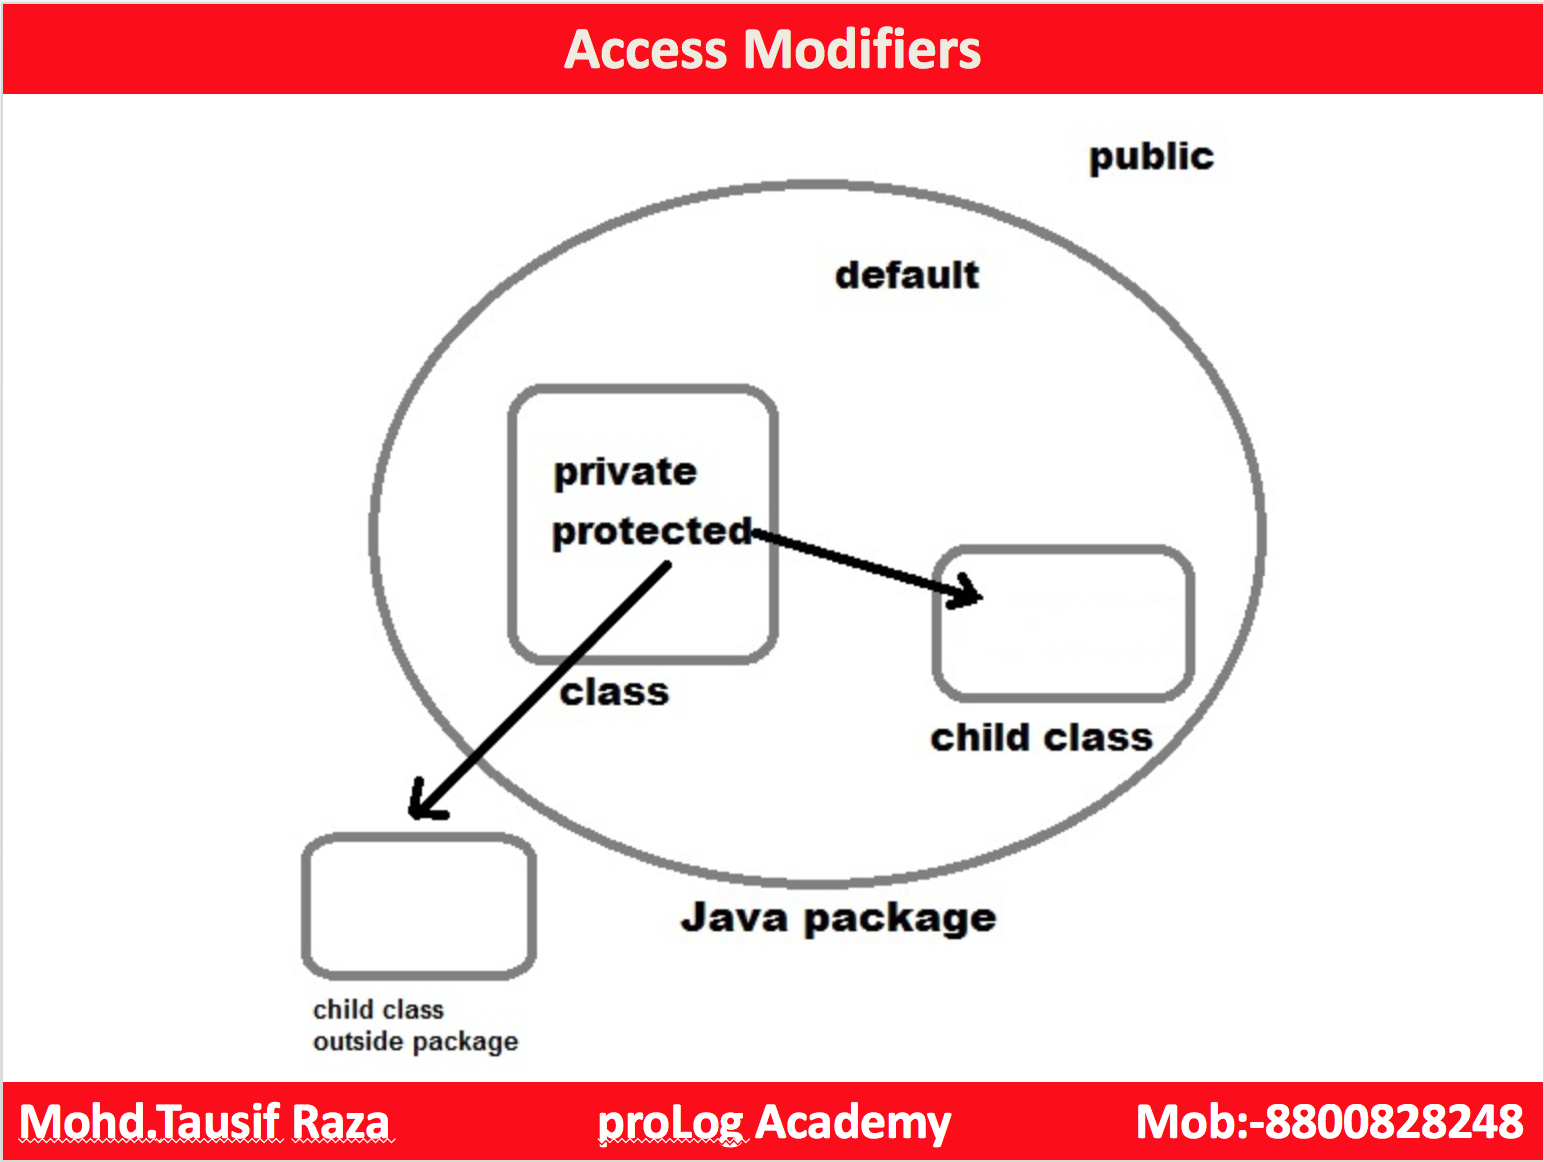 Access Modifiers
public
default
private
protected
class
child class
Java package
child class
outside package
Mohd.Tausif Raza proLog Academy Mob:-8800828248